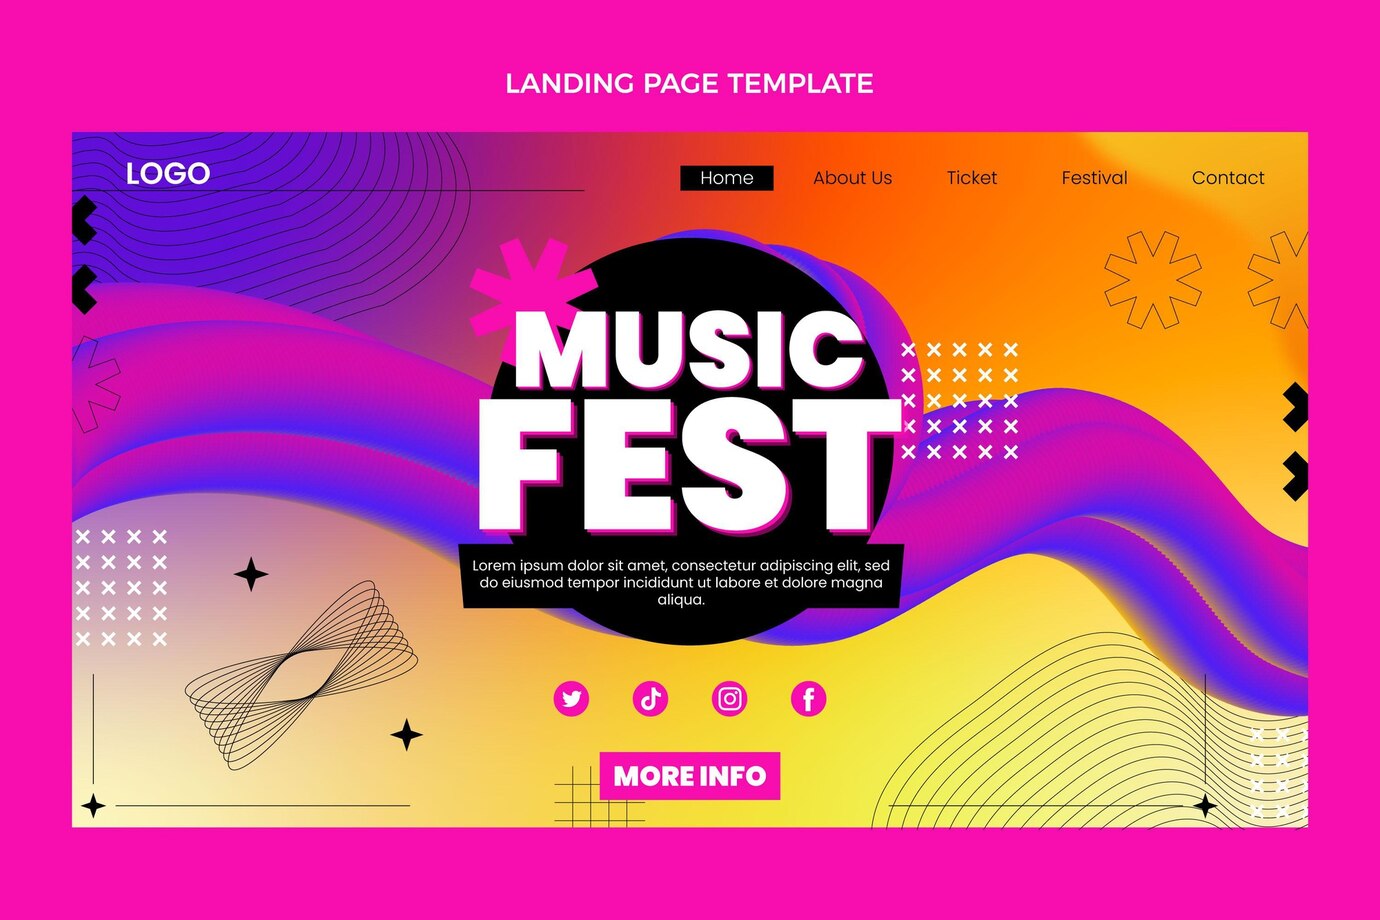 LANDING PAGE TEMPLATE
LOGO
Home
About Us
Ticket
Festival
Contact
MUSIC
FEST
Lorem ipsum dolor sit amet, consectetur adipiscing elit, sed
do eiusmod tempor incididunt ut labore et dolore magna
aliqua.
MORE INFO